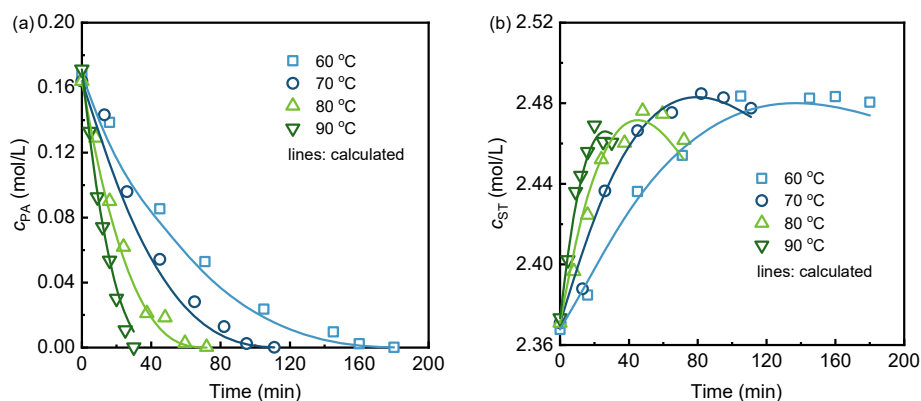 (a)
0.20
0.16
0.12
0.08
0.04
0.00
c_PA (mol/L)
60 °C
70 °C
80 °C
90 °C
lines: calculated
0 40 80 120 160 200
Time (min)
(b)
2.52
2.48
2.44
2.40
2.36
c_ST (mol/L)
60 °C
70 °C
80 °C
90 °C
lines: calculated
0 40 80 120 160 200
Time (min)